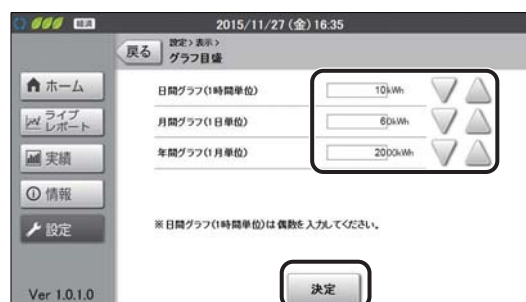 経済
2015/11/27 (金) 16:35
戻る
設定 > 表示 >
グラフ目盛
ホーム
ライブ
レポート
実績
情報
設定
Ver 1.0.1.0
日間グラフ(1時間単位)
10kWh
月間グラフ(1日単位)
60kWh
年間グラフ(1月単位)
2000kWh
※日間グラフ(1時間単位)は偶数を入力してください。
決定